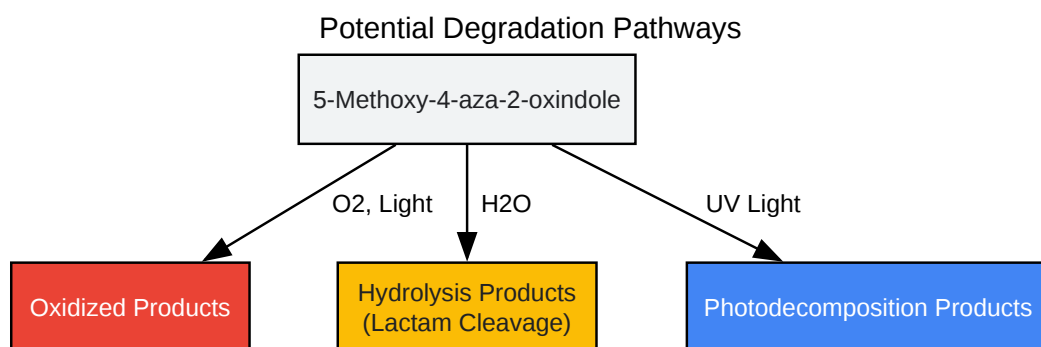 Potential Degradation Pathways
5-Methoxy-4-aza-2-oxindole
O2, Light
H2O
UV Light
Oxidized Products
Hydrolysis Products
(Lactam Cleavage)
Photodecomposition Products